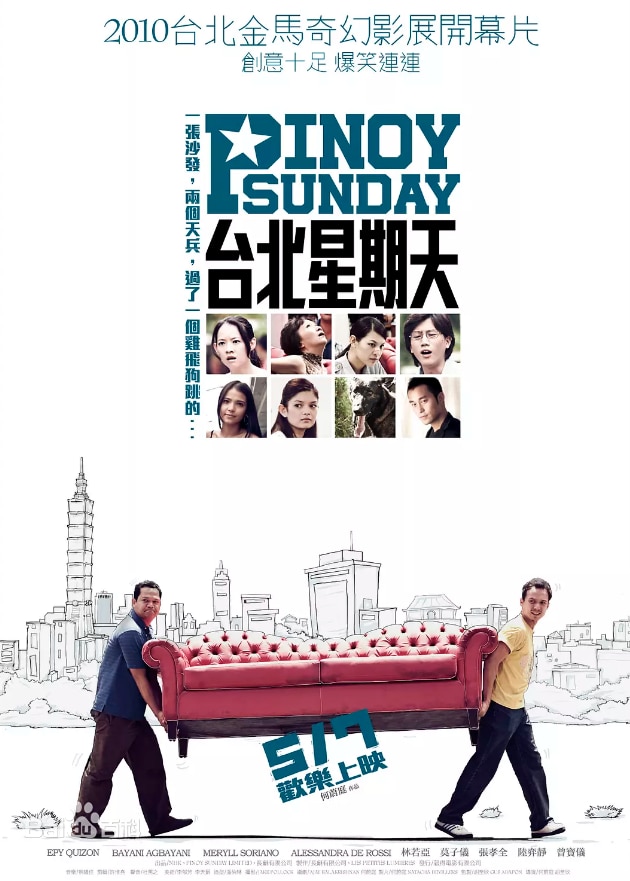 2010台北金馬奇幻影展開幕片
創意十足 爆笑連連
一張沙發，兩個天兵，過了一個雞飛狗跳的...
PINOY
SUNDAY
台北星期天
5/7
歡樂上映
何蔚庭 作品
Bai du 百科
EPY QUIZON BAYANI AGBAYANI MERYLL SORIANO ALESSANDRA DE ROSSI 林若亞 莫子儀 張孝全 陸弈靜 曾寶儀